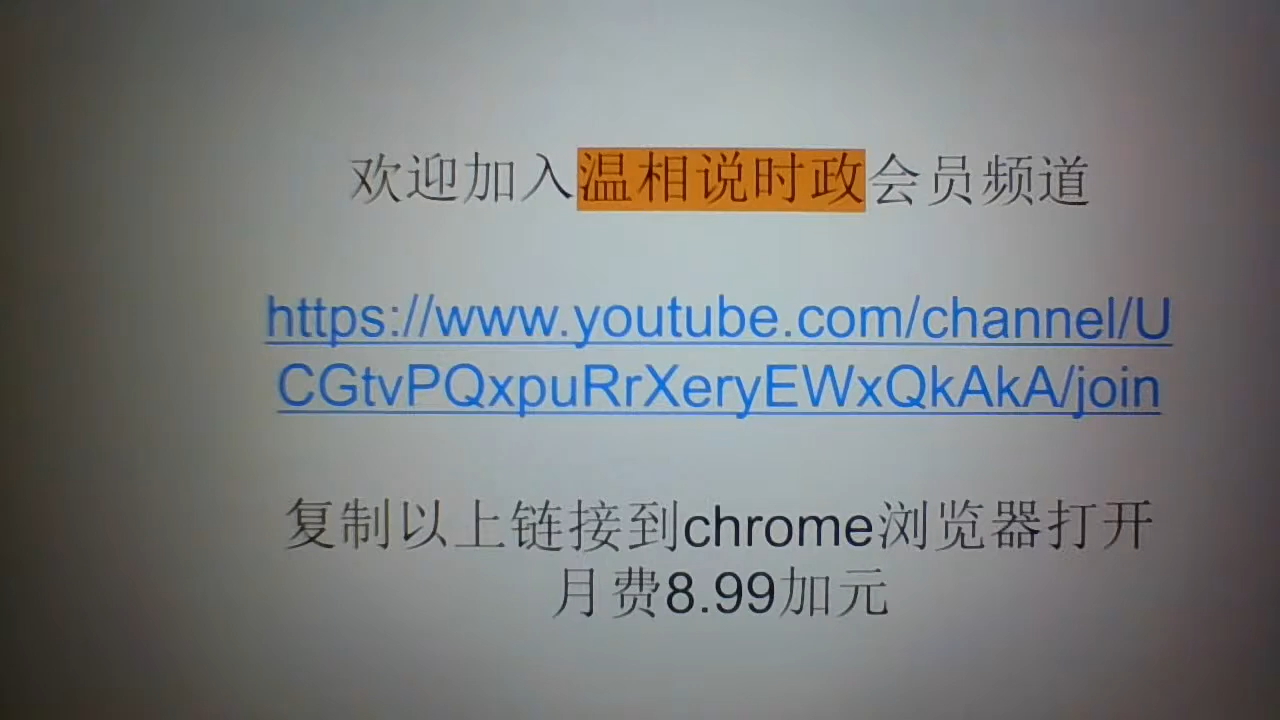 欢迎加入温相说时政会员频道
https://www.youtube.com/channel/U
CGtvPQxpuRrXeryEWxQkAkA/join
复制以上链接到chrome浏览器打开
月费8.99加元